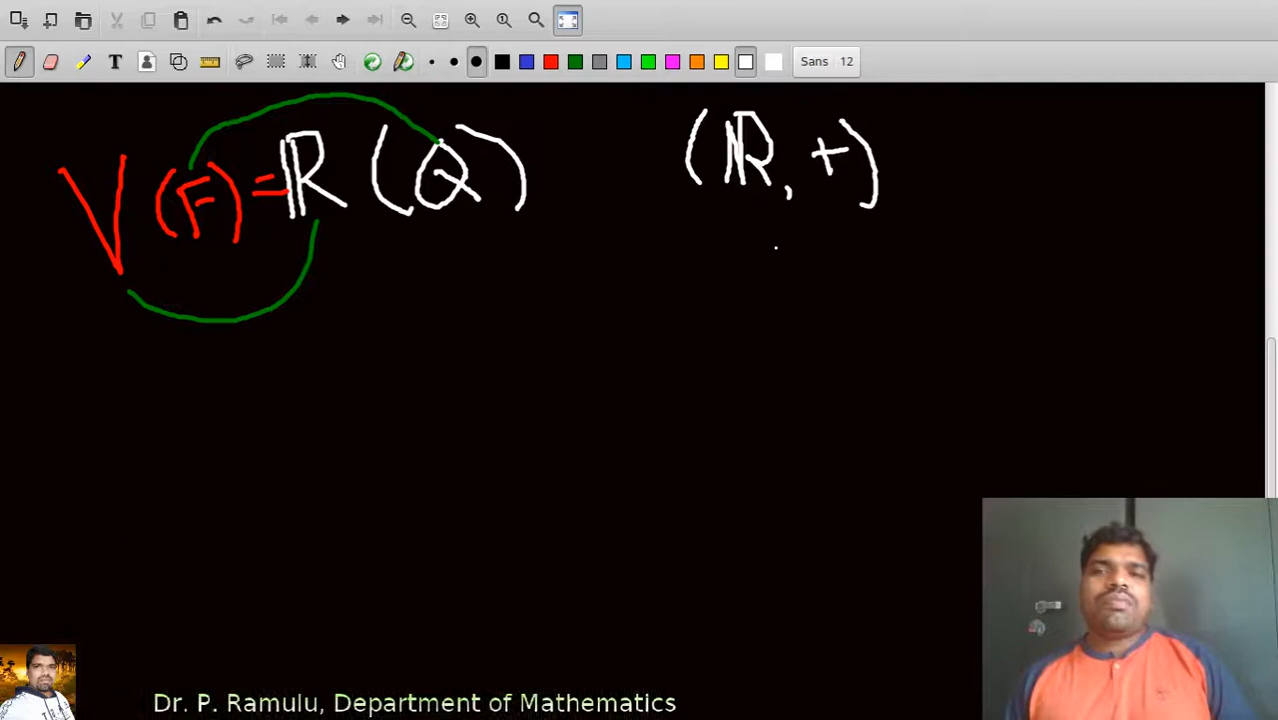 Sans 12
V (F) = ℝ (Q) (ℝ, +)
Dr. P. Ramulu, Department of Mathematics